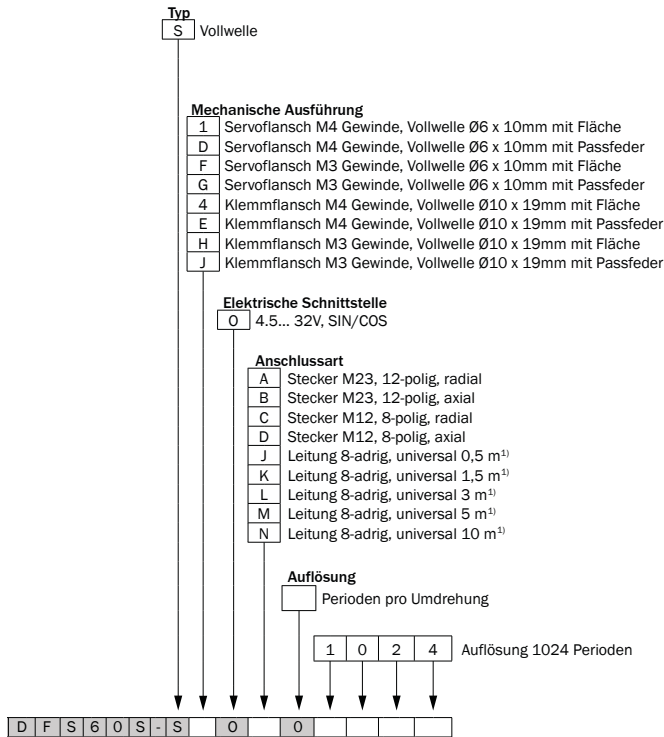 Typ
S Vollwelle
Mechanische Ausführung
1 Servoflansch M4 Gewinde, Vollwelle Ø6 x 10mm mit Fläche
D Servoflansch M4 Gewinde, Vollwelle Ø6 x 10mm mit Passfeder
F Servoflansch M3 Gewinde, Vollwelle Ø6 x 10mm mit Fläche
G Servoflansch M3 Gewinde, Vollwelle Ø6 x 10mm mit Passfeder
4 Klemmflansch M4 Gewinde, Vollwelle Ø10 x 19mm mit Fläche
E Klemmflansch M4 Gewinde, Vollwelle Ø10 x 19mm mit Passfeder
H Klemmflansch M3 Gewinde, Vollwelle Ø10 x 19mm mit Fläche
J Klemmflansch M3 Gewinde, Vollwelle Ø10 x 19mm mit Passfeder
Elektrische Schnittstelle
0 4.5... 32V, SIN/COS
Anschlussart
A Stecker M23, 12-polig, radial
B Stecker M23, 12-polig, axial
C Stecker M12, 8-polig, radial
D Stecker M12, 8-polig, axial
J Leitung 8-adrig, universal 0,5 m¹⁾
K Leitung 8-adrig, universal 1,5 m¹⁾
L Leitung 8-adrig, universal 3 m¹⁾
M Leitung 8-adrig, universal 5 m¹⁾
N Leitung 8-adrig, universal 10 m¹⁾
Auflösung
Perioden pro Umdrehung
1 0 2 4 Auflösung 1024 Perioden
D F S 6 0 S - S 0 0